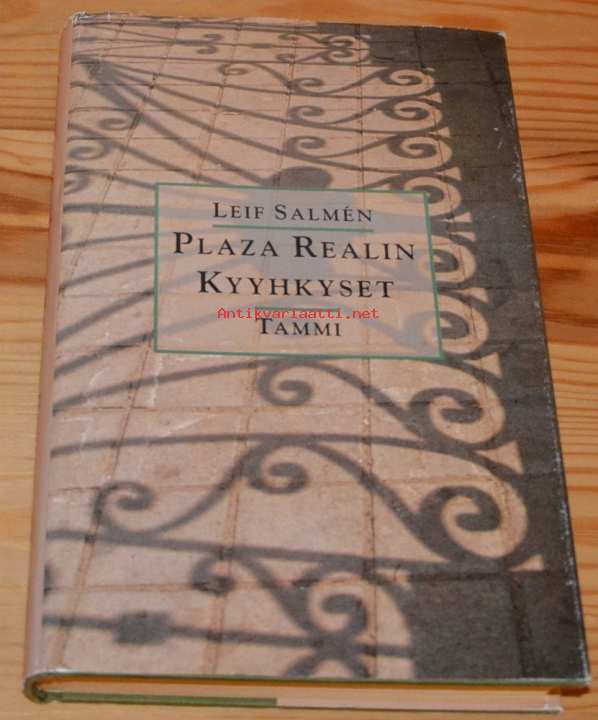 LEIF SALMÉN
PLAZA REALIN
KYYHKYSET
Antikvariaatti.net
TAMMI